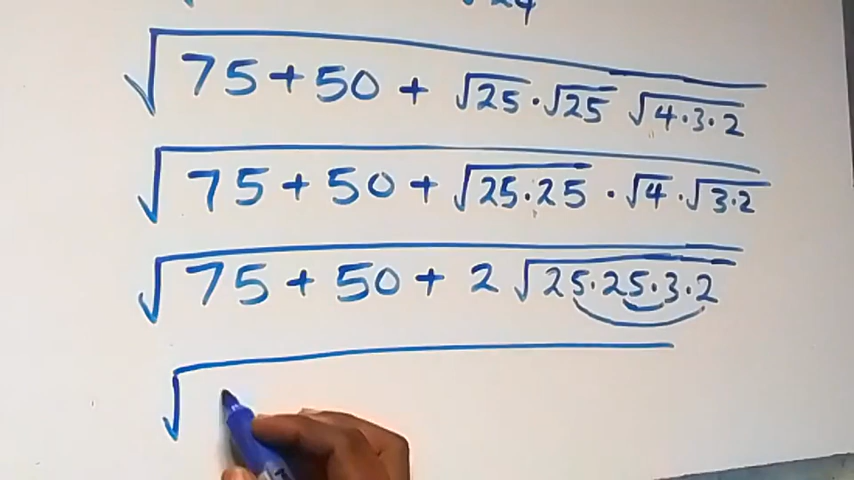 √24
√(75 + 50 + √25 · √25 √(4 · 3 · 2))
√(75 + 50 + √(25 · 25) · √4 · √(3 · 2))
√(75 + 50 + 2 √(25 · 25 · 3 · 2))
√